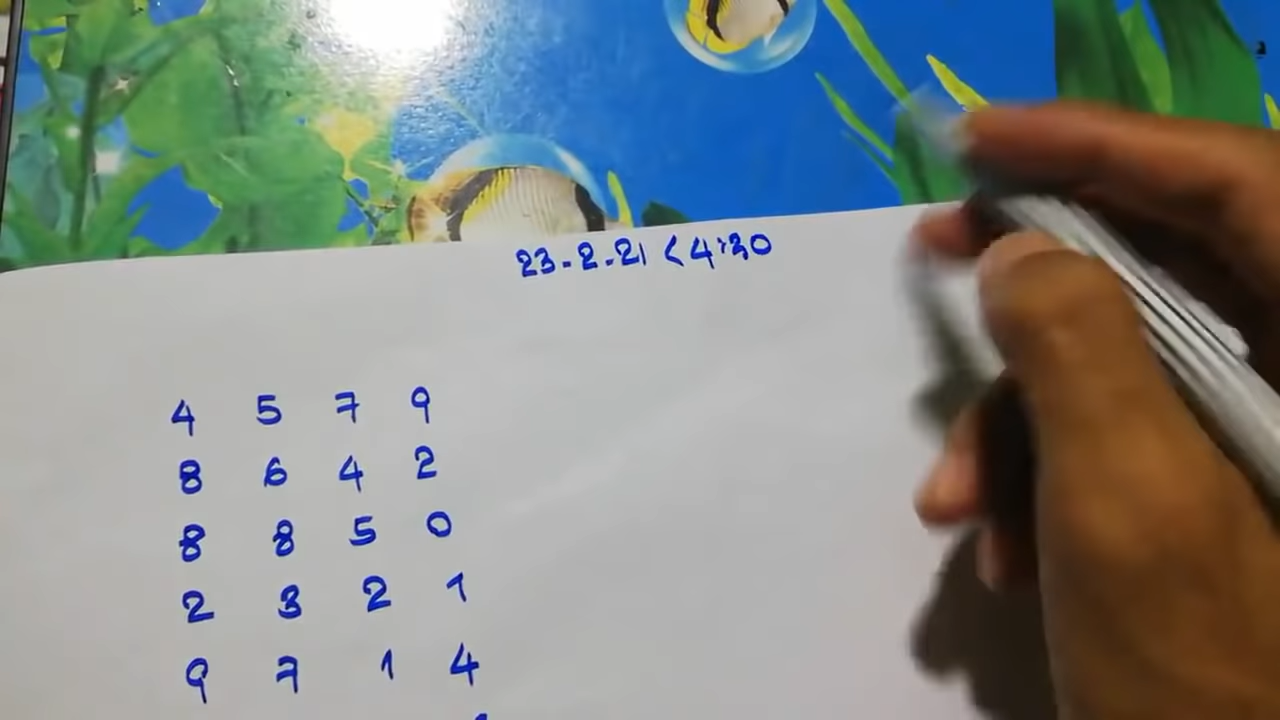 23-2-21 < 4:30
4 5 7 9
8 6 4 2
8 8 5 0
2 3 2 1
9 7 1 4